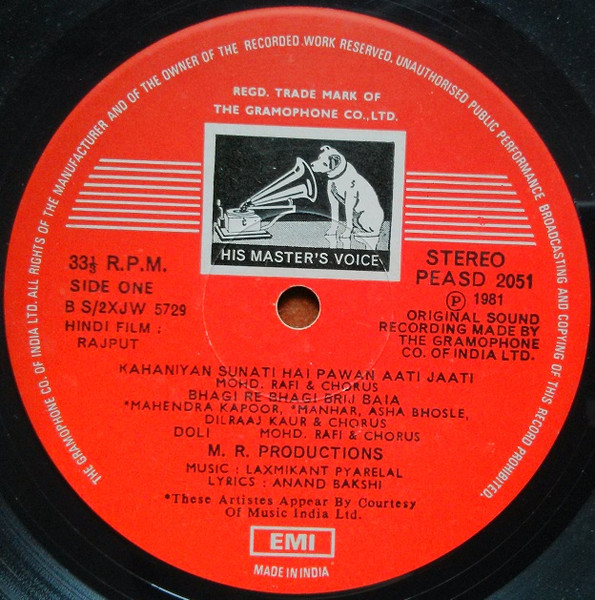 THE GRAMOPHONE CO. OF INDIA LTD. ALL RIGHTS OF THE MANUFACTURER AND OF THE OWNER OF THE RECORDED WORK RESERVED. UNAUTHORISED PUBLIC PERFORMANCE BROADCASTING AND COPYING OF THIS RECORD PROHIBITED.
REGD. TRADE MARK OF
THE GRAMOPHONE CO., LTD.
HIS MASTER'S VOICE
33⅓ R.P.M.
SIDE ONE
B S/2XJW 5729
HINDI FILM :
RAJPUT
STEREO
PEASD 2051
Ⓟ 1981
ORIGINAL SOUND
RECORDING MADE BY
THE GRAMOPHONE
CO. OF INDIA LTD.
KAHANIYAN SUNATI HAI PAWAN AATI JAATI
MOHD. RAFI & CHORUS
BHAGI RE BHAGI BRIJ BAIA
*MAHENDRA KAPOOR, *MANHAR, ASHA BHOSLE,
DILRAAJ KAUR & CHORUS
DOLI MOHD. RAFI & CHORUS
M. R. PRODUCTIONS
MUSIC : LAXMIKANT PYARELAL
LYRICS : ANAND BAKSHI
*These Artistes Appear By Courtesy
Of Music India Ltd.
EMI
MADE IN INDIA